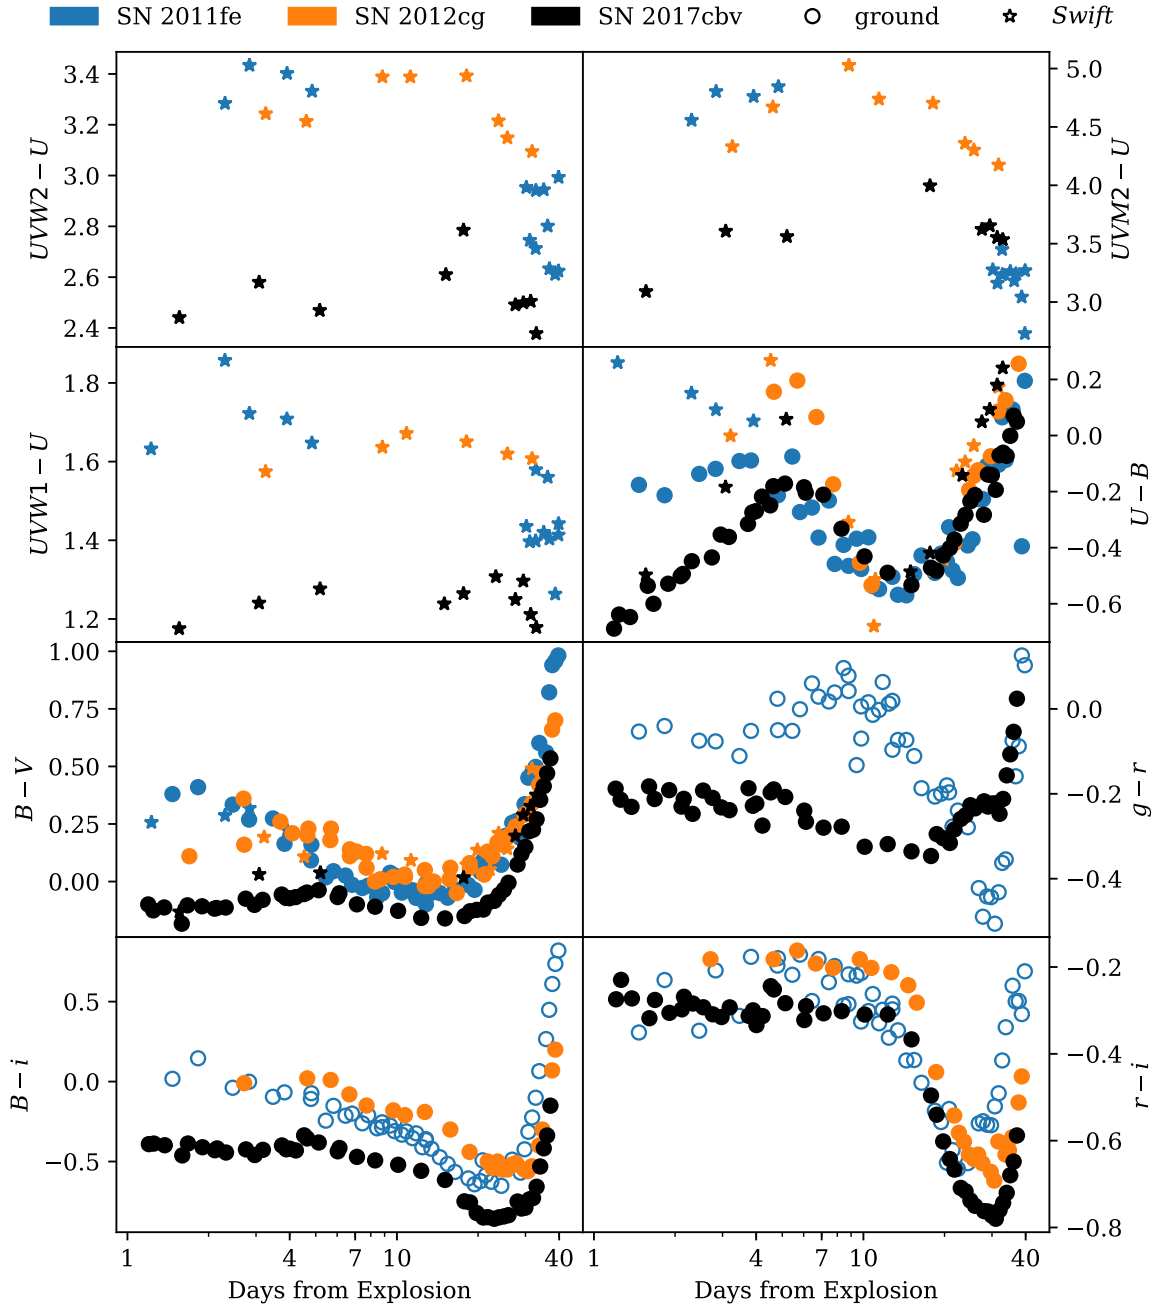 SN 2011fe SN 2012cg SN 2017cbv ground Swift
3.4
3.2
3.0
2.8
2.6
2.4
UVW2 − U
5.0
4.5
4.0
3.5
3.0
UVM2 − U
1.8
1.6
1.4
1.2
UVW1 − U
0.2
0.0
−0.2
−0.4
−0.6
U − B
1.00
0.75
0.50
0.25
0.00
B − V
0.0
−0.2
−0.4
g − r
0.5
0.0
−0.5
B − i
−0.2
−0.4
−0.6
−0.8
r − i
1 4 7 10 40
1 4 7 10 40
Days from Explosion
Days from Explosion